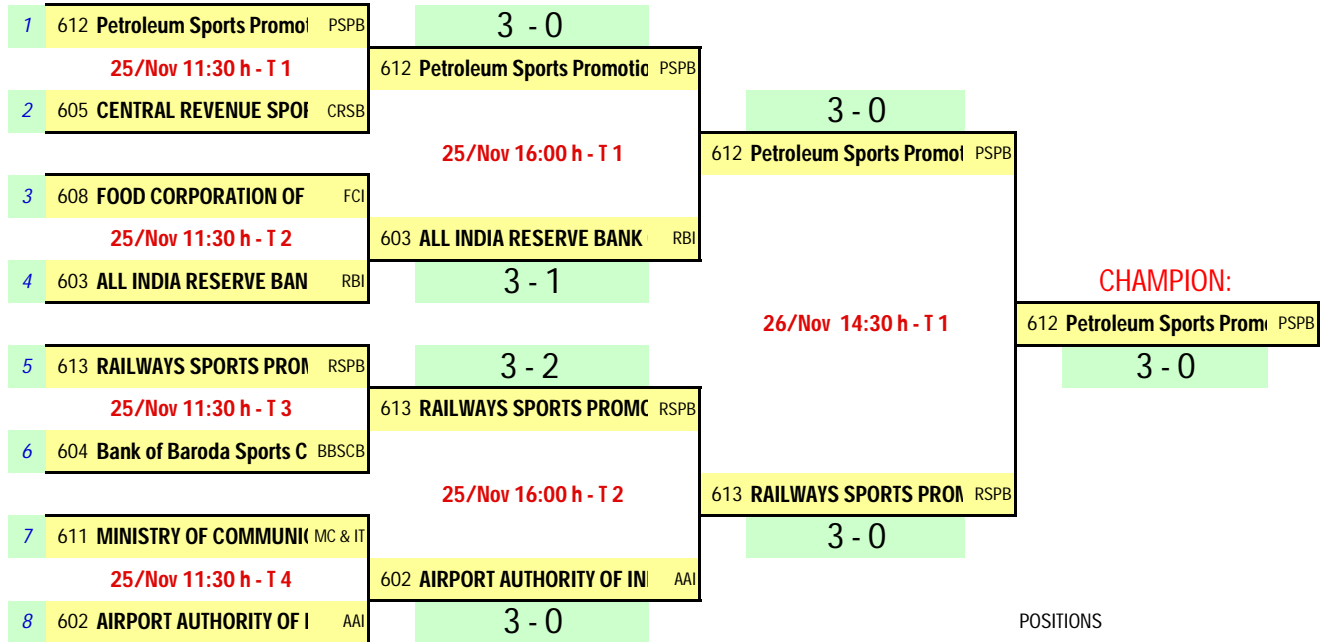 1 612 Petroleum Sports Promot PSPB 3 - 0
25/Nov 11:30 h - T 1 612 Petroleum Sports Promotio PSPB
2 605 CENTRAL REVENUE SPOR CRSB 3 - 0
25/Nov 16:00 h - T 1 612 Petroleum Sports Promot PSPB
3 608 FOOD CORPORATION OF FCI
25/Nov 11:30 h - T 2 603 ALL INDIA RESERVE BANK RBI
4 603 ALL INDIA RESERVE BAN RBI 3 - 1 CHAMPION:
26/Nov 14:30 h - T 1 612 Petroleum Sports Prom PSPB
5 613 RAILWAYS SPORTS PROM RSPB 3 - 2 3 - 0
25/Nov 11:30 h - T 3 613 RAILWAYS SPORTS PROMO RSPB
6 604 Bank of Baroda Sports C BBSCB
25/Nov 16:00 h - T 2 613 RAILWAYS SPORTS PROM RSPB
7 611 MINISTRY OF COMMUNIC MC & IT 3 - 0
25/Nov 11:30 h - T 4 602 AIRPORT AUTHORITY OF IN AAI
8 602 AIRPORT AUTHORITY OF I AAI 3 - 0 POSITIONS